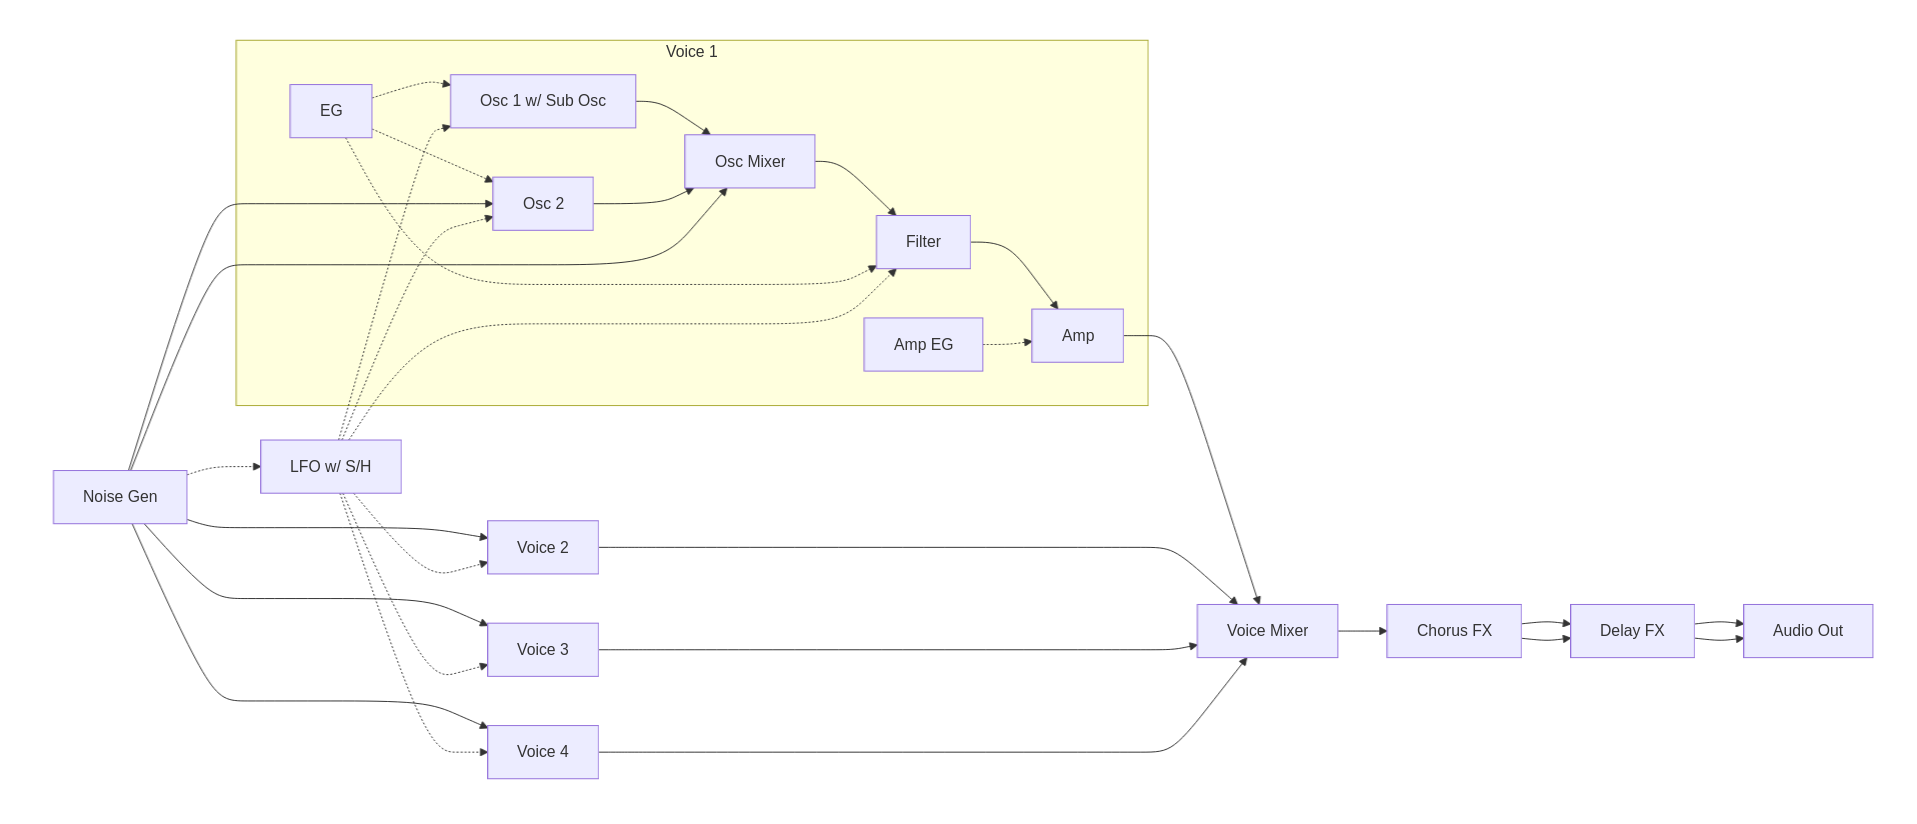 Voice 1
EG
Osc 1 w/ Sub Osc
Osc Mixer
Osc 2
Filter
Amp EG
Amp
LFO w/ S/H
Noise Gen
Voice 2
Voice 3
Voice 4
Voice Mixer
Chorus FX
Delay FX
Audio Out